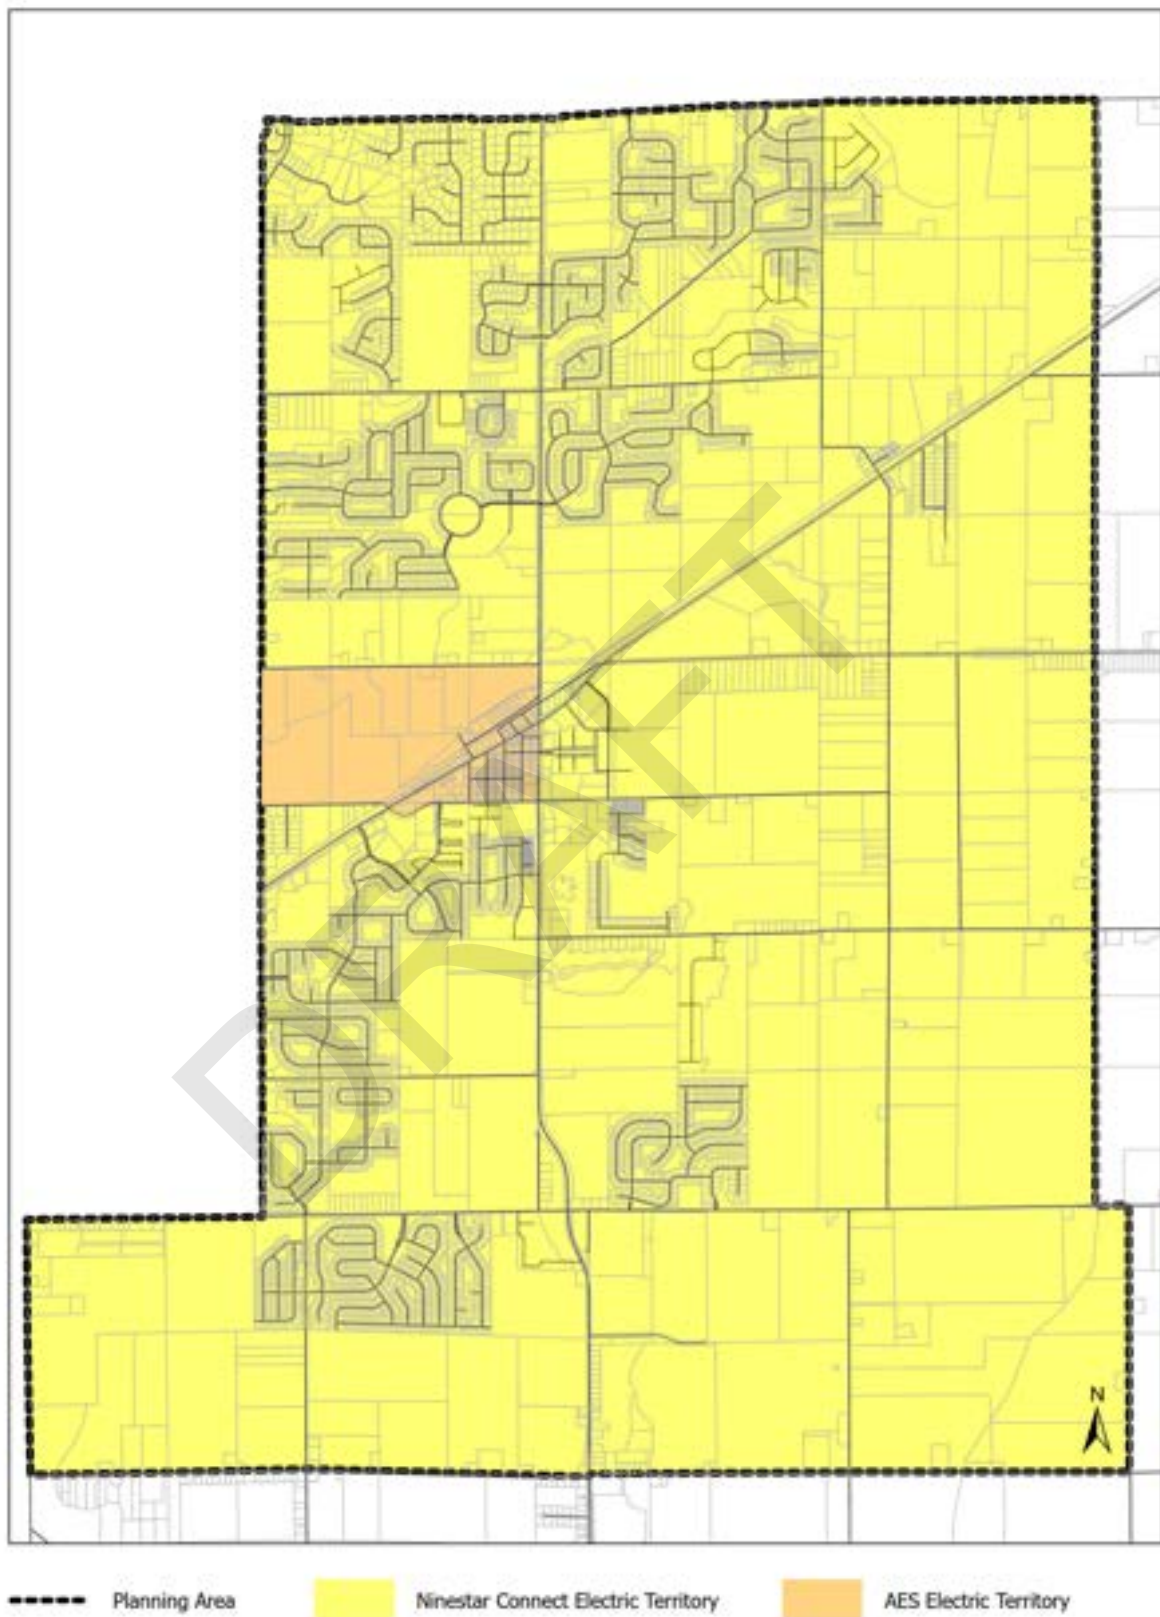 DRAFT
N
Planning Area
Ninestar Connect Electric Territory
AES Electric Territory